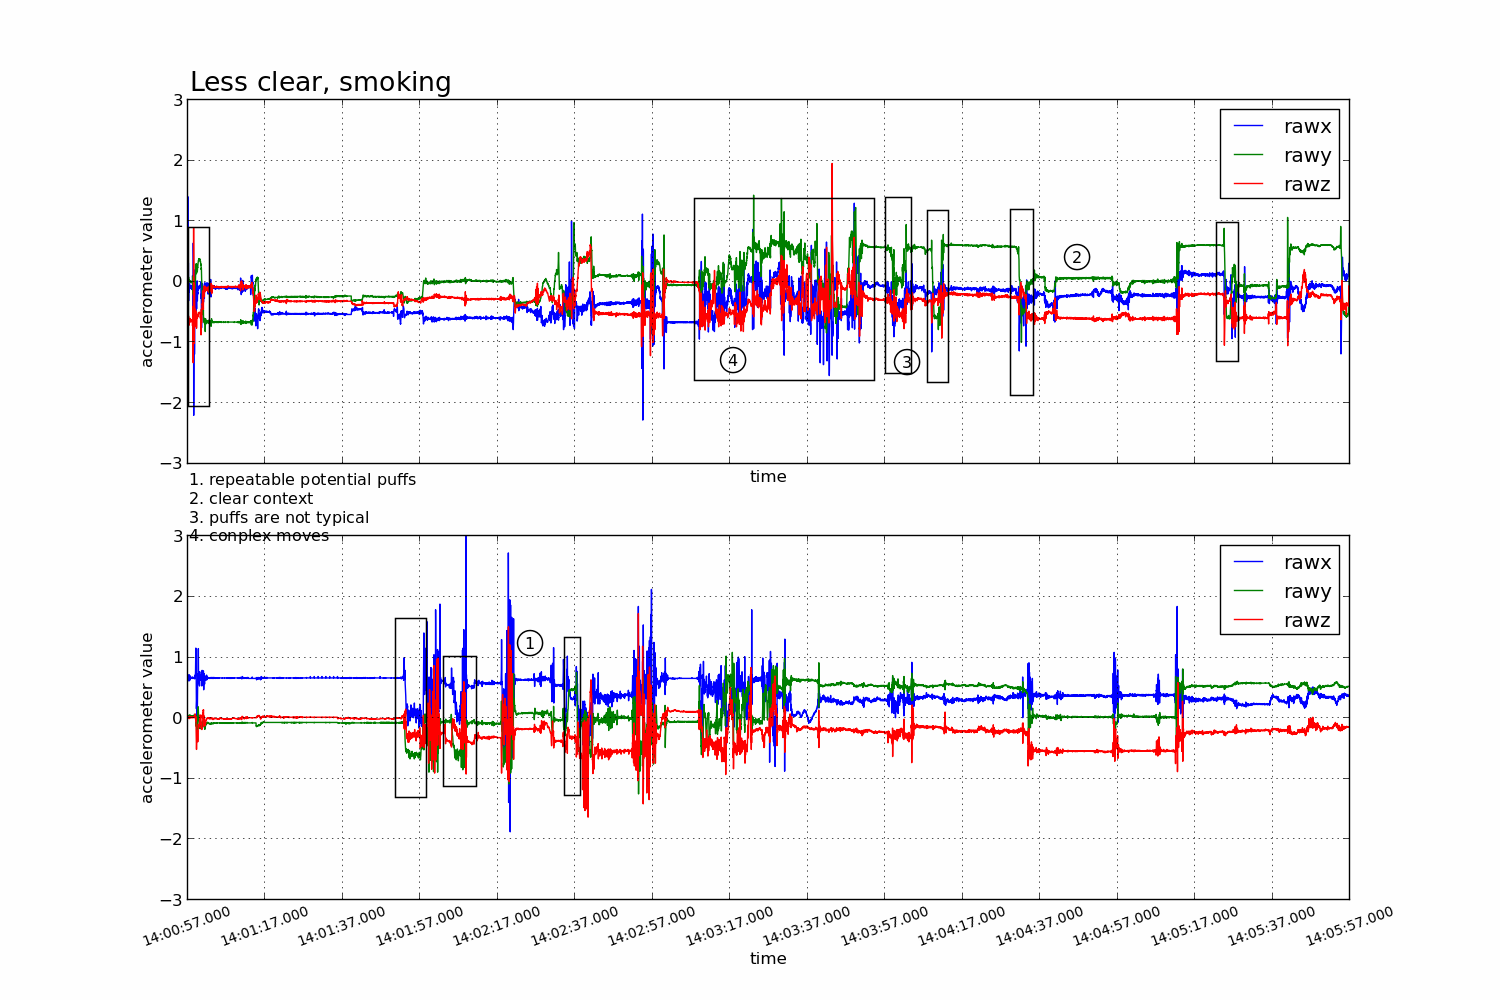 Less clear, smoking
3
2
1
0
−1
−2
−3
accelerometer value
rawx
rawy
rawz
2
4
3
time
1. repeatable potential puffs
2. clear context
3. puffs are not typical
4. conplex moves
3
2
1
0
−1
−2
−3
accelerometer value
rawx
rawy
rawz
1
14:00:57.000
14:01:17.000
14:01:37.000
14:01:57.000
14:02:17.000
14:02:37.000
14:02:57.000
14:03:17.000
14:03:37.000
14:03:57.000
14:04:17.000
14:04:37.000
14:04:57.000
14:05:17.000
14:05:37.000
14:05:57.000
time